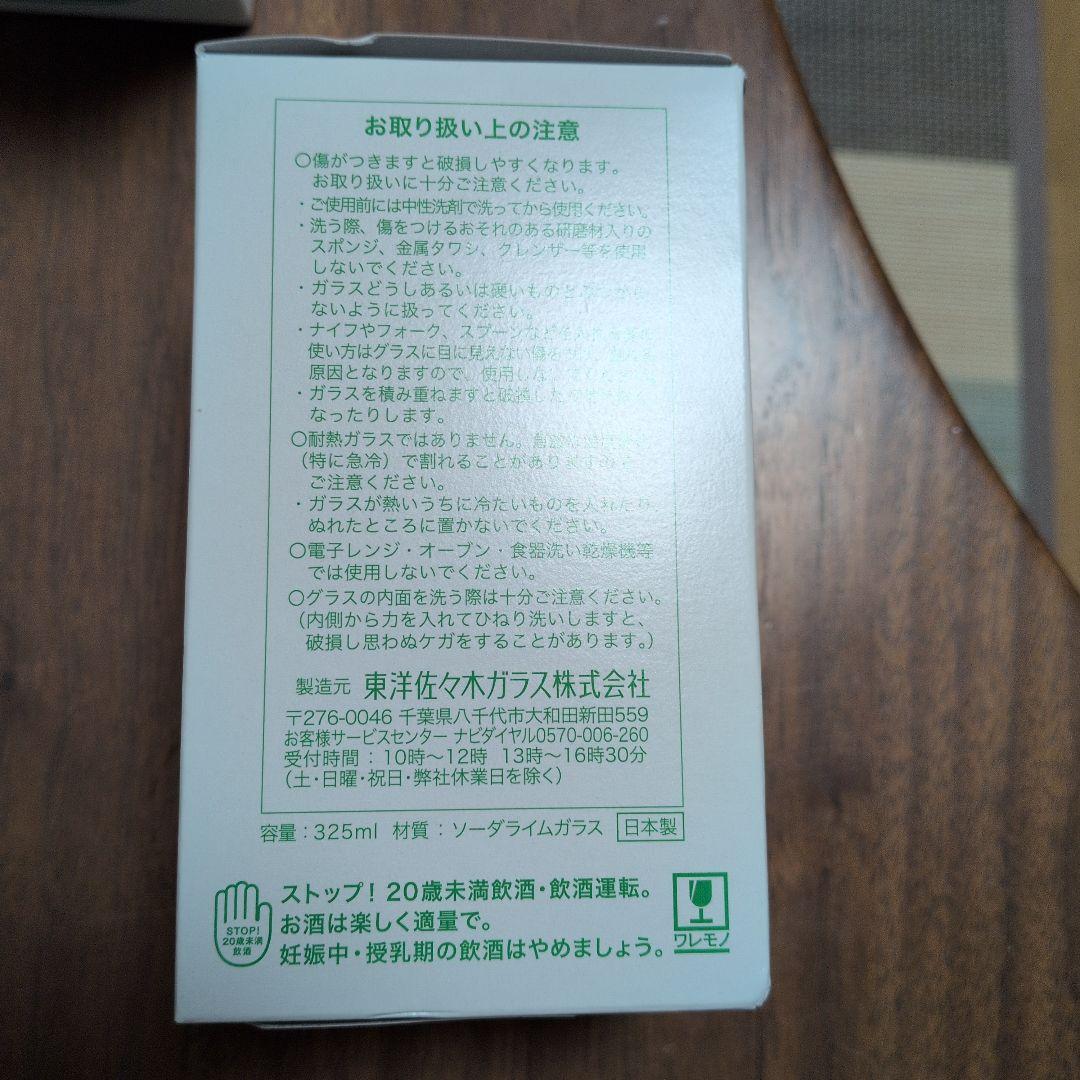 お取り扱い上の注意
○傷がつきますと破損しやすくなります。
お取り扱いに十分ご注意ください。
・ご使用前には中性洗剤で洗ってから使用ください。
・洗う際、傷をつけるおそれのある研磨材入りの
スポンジ、金属タワシ、クレンザー等を使用
しないでください。
・ガラスどうしあるいは硬いものと
ないように扱ってください。
・ナイフやフォーク、スプーンなどを
使い方はグラスに目に見えない傷を
原因となりますので、使用しな
・ガラスを積み重ねますと破損した
なったりします。
○耐熱ガラスではありません。
（特に急冷）で割れることがありますので
ご注意ください。
・ガラスが熱いうちに冷たいものを入れたり
ぬれたところに置かないでください。
○電子レンジ・オーブン・食器洗い乾燥機等
では使用しないでください。
○グラスの内面を洗う際は十分ご注意ください。
（内側から力を入れてひねり洗いしますと、
破損し思わぬケガをすることがあります。）
製造元 東洋佐々木ガラス株式会社
〒276-0046 千葉県八千代市大和田新田559
お客様サービスセンター ナビダイヤル0570-006-260
受付時間：10時～12時 13時～16時30分
（土・日曜・祝日・弊社休業日を除く）
容量：325ml 材質：ソーダライムガラス 日本製
ストップ！20歳未満飲酒・飲酒運転。
お酒は楽しく適量で。
妊娠中・授乳期の飲酒はやめましょう。
STOP!
20歳未満
飲酒
ワレモノ